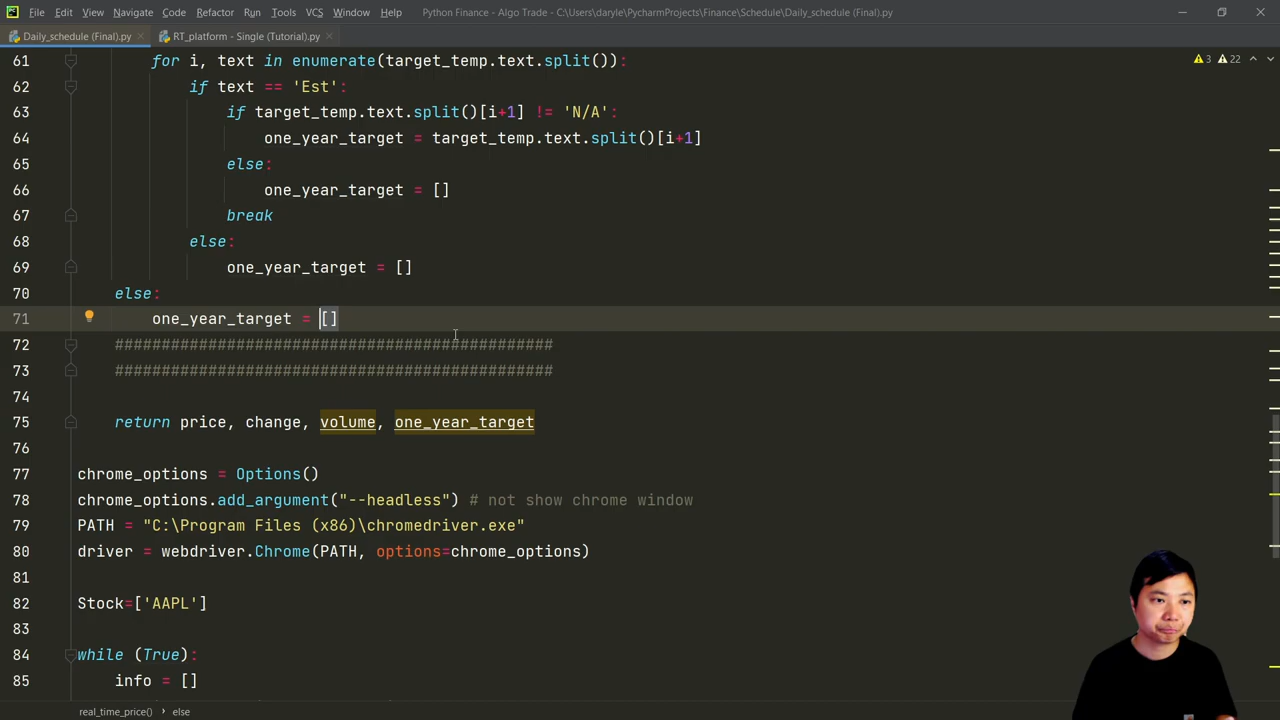 File Edit View Navigate Code Refactor Run Tools VCS Window Help Python Finance - Algo Trade - C:\Users\daryle\PycharmProjects\Finance\Schedule\Daily_schedule (Final).py
Daily_schedule (Final).py RT_platform - Single (Tutorial).py
61 for i, text in enumerate(target_temp.text.split()):
3 22
62 if text == 'Est':
63 if target_temp.text.split()[i+1] != 'N/A':
64 one_year_target = target_temp.text.split()[i+1]
65 else:
66 one_year_target = []
67 break
68 else:
69 one_year_target = []
70 else:
71 one_year_target = []
72 ###############################################
73 ###############################################
74
75 return price, change, volume, one_year_target
76
77 chrome_options = Options()
78 chrome_options.add_argument("--headless") # not show chrome window
79 PATH = "C:\Program Files (x86)\chromedriver.exe"
80 driver = webdriver.Chrome(PATH, options=chrome_options)
81
82 Stock=['AAPL']
83
84 while (True):
85 info = []
real_time_price() › else